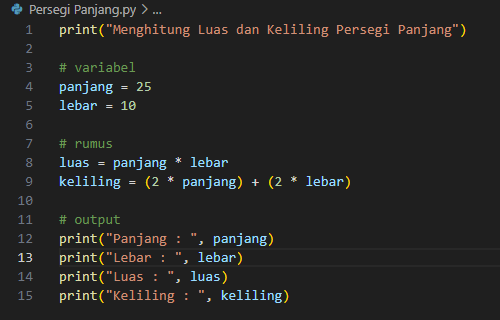 Persegi Panjang.py > ...
1 print("Menghitung Luas dan Keliling Persegi Panjang")
2
3 # variabel
4 panjang = 25
5 lebar = 10
6
7 # rumus
8 luas = panjang * lebar
9 keliling = (2 * panjang) + (2 * lebar)
10
11 # output
12 print("Panjang : ", panjang)
13 print("Lebar : ", lebar)
14 print("Luas : ", luas)
15 print("Keliling : ", keliling)